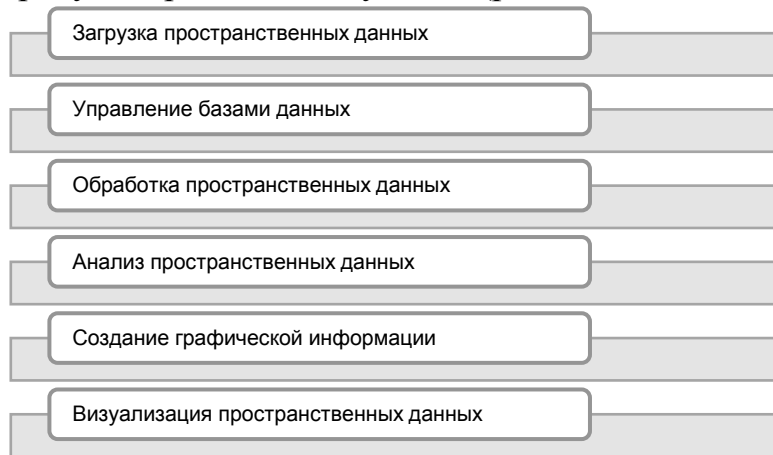 Загрузка пространственных данных
Управление базами данных
Обработка пространственных данных
Анализ пространственных данных
Создание графической информации
Визуализация пространственных данных